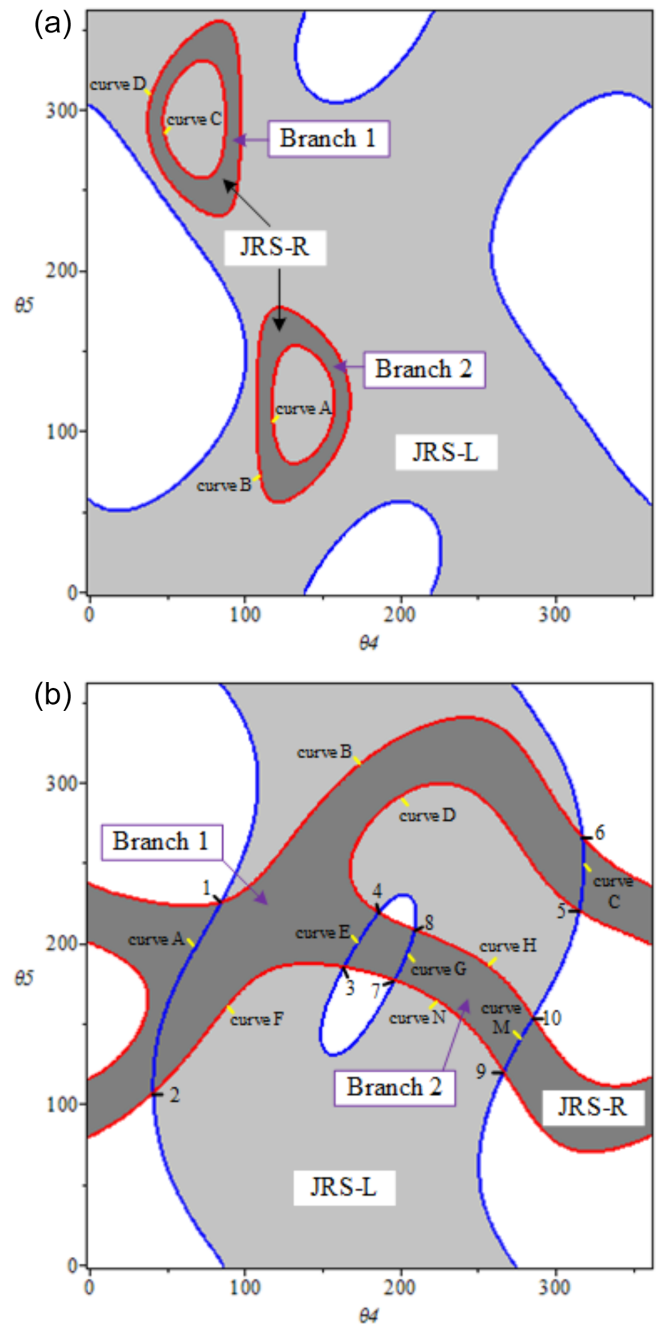 (a)
curve D
300
curve C
Branch 1
JRS-R
200
θ5
Branch 2
curve A
100
JRS-L
curve B
0
0 100 200 300
θ4
(b)
curve B
300
curve D
Branch 1
6
1
curve C
4
5
curve A
8
curve E
curve H
200
θ5
curve G
3
7
curve F
curve N
curve M
10
Branch 2
9
100
2
JRS-R
JRS-L
0
0 100 200 300
θ4